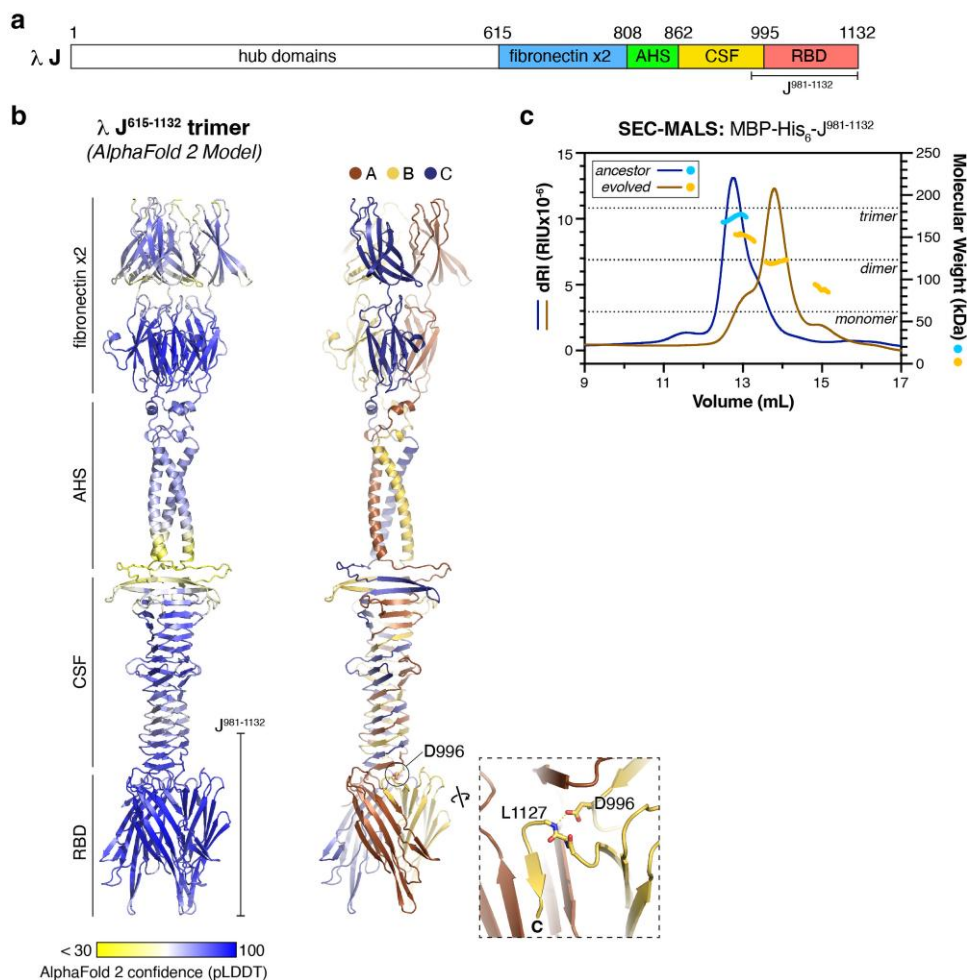 a
1 615 808 862 995 1132
λ J hub domains fibronectin x2 AHS CSF RBD
J981-1132
b
λ J615-1132 trimer
(AlphaFold 2 Model)
A B C
fibronectin x2
AHS
CSF
RBD
J981-1132
D996
L1127
D996
C
< 30 100
AlphaFold 2 confidence (pLDDT)
c
SEC-MALS: MBP-His6-J981-1132
ancestor
evolved
trimer
dimer
monomer
15
10
5
0
dRI (RIUx10-6)
250
200
150
100
50
0
Molecular Weight (kDa)
9 11 13 15 17
Volume (mL)